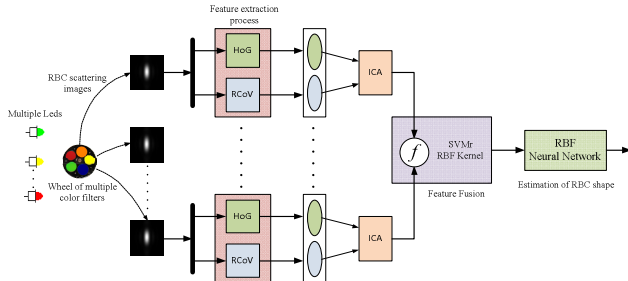 Feature extraction
process
RBC scattering
images
HoG
RCoV
ICA
Multiple Leds
Wheel of multiple
color filters
f
SVMr
RBF Kernel
Feature Fusion
RBF
Neural Network
Estimation of RBC shape
HoG
RCoV
ICA